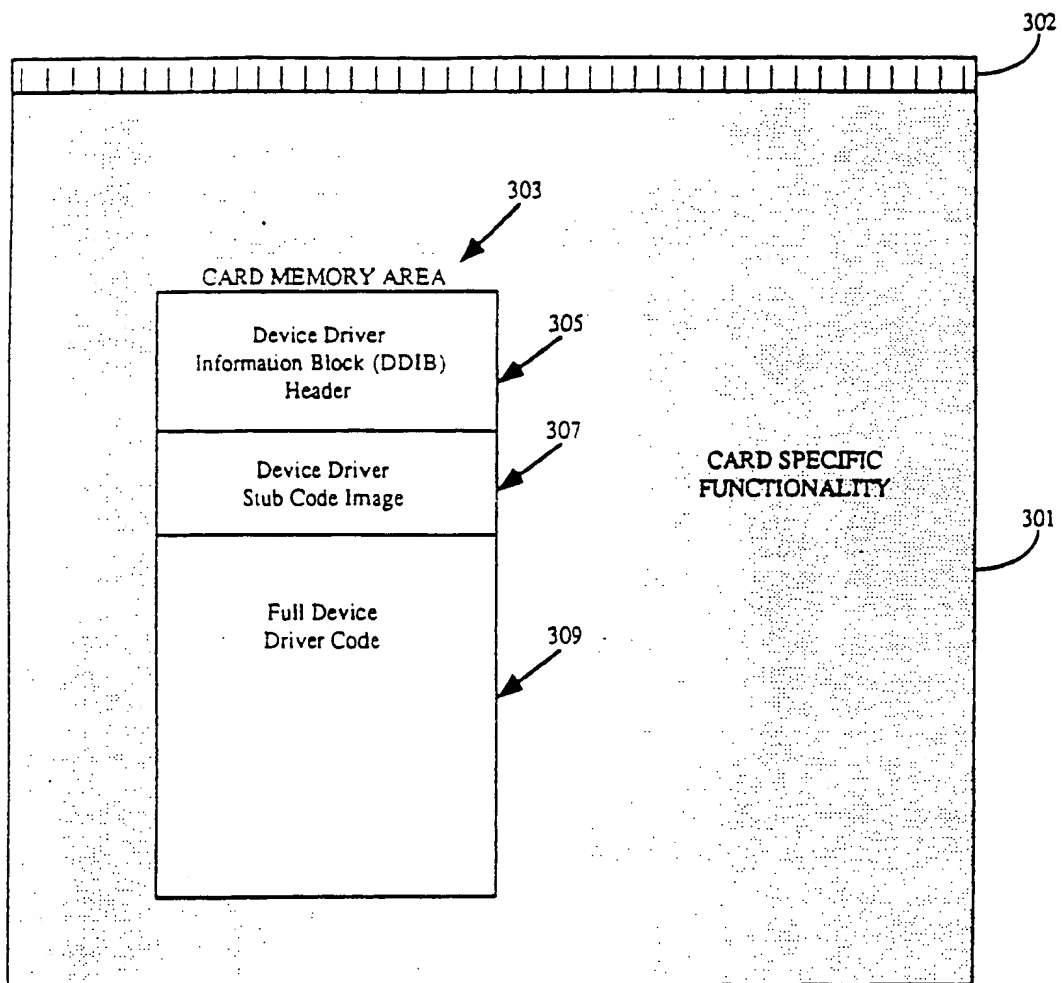 302
303
CARD MEMORY AREA
Device Driver
Information Block (DDIB)
Header
305
307
Device Driver
Stub Code Image
CARD SPECIFIC
FUNCTIONALITY
301
Full Device
Driver Code
309